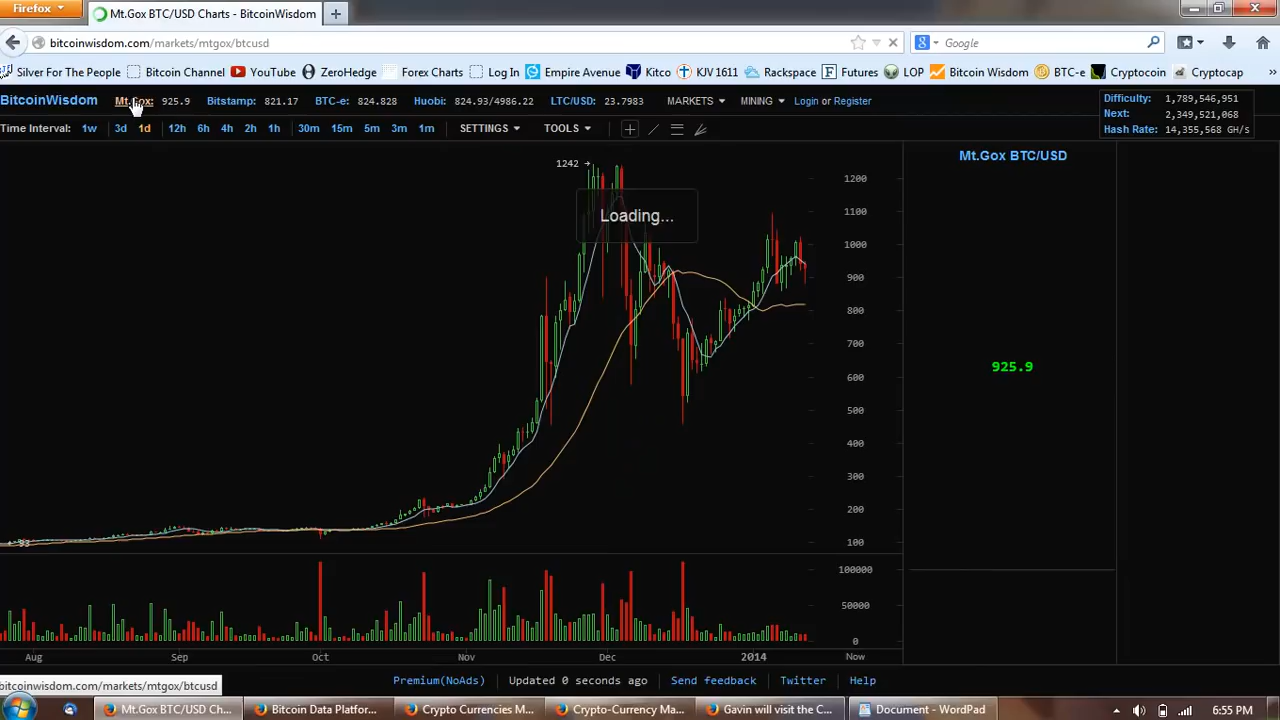 Firefox
Mt.Gox BTC/USD Charts - BitcoinWisdom
bitcoinwisdom.com/markets/mtgox/btcusd
Google
Silver For The People Bitcoin Channel YouTube ZeroHedge Forex Charts Log In Empire Avenue Kitco KJV 1611 Rackspace Futures LOP Bitcoin Wisdom BTC-e Cryptocoin Cryptocap »
BitcoinWisdom Mt.Gox: 925.9 Bitstamp: 821.17 BTC-e: 824.828 Huobi: 824.93/4986.22 LTC/USD: 23.7983 MARKETS MINING Login or Register
Difficulty: 1,789,546,951
Next: 2,349,521,068
Hash Rate: 14,355,568 GH/s
Time Interval: 1w 3d 1d 12h 6h 4h 2h 1h 30m 15m 5m 3m 1m SETTINGS TOOLS
Mt.Gox BTC/USD
1242
Loading...
1200
1100
1000
900
800
700
600
500
400
300
200
100
93
925.9
100000
50000
0
Aug Sep Oct Nov Dec 2014 Now
Premium(NoAds) Updated 0 seconds ago Send feedback Twitter Help
bitcoinwisdom.com/markets/mtgox/btcusd
Mt.Gox BTC/USD Ch... Bitcoin Data Platfor... Crypto Currencies M... Crypto-Currency Ma... Gavin will visit the C... Document - WordPad 6:55 PM